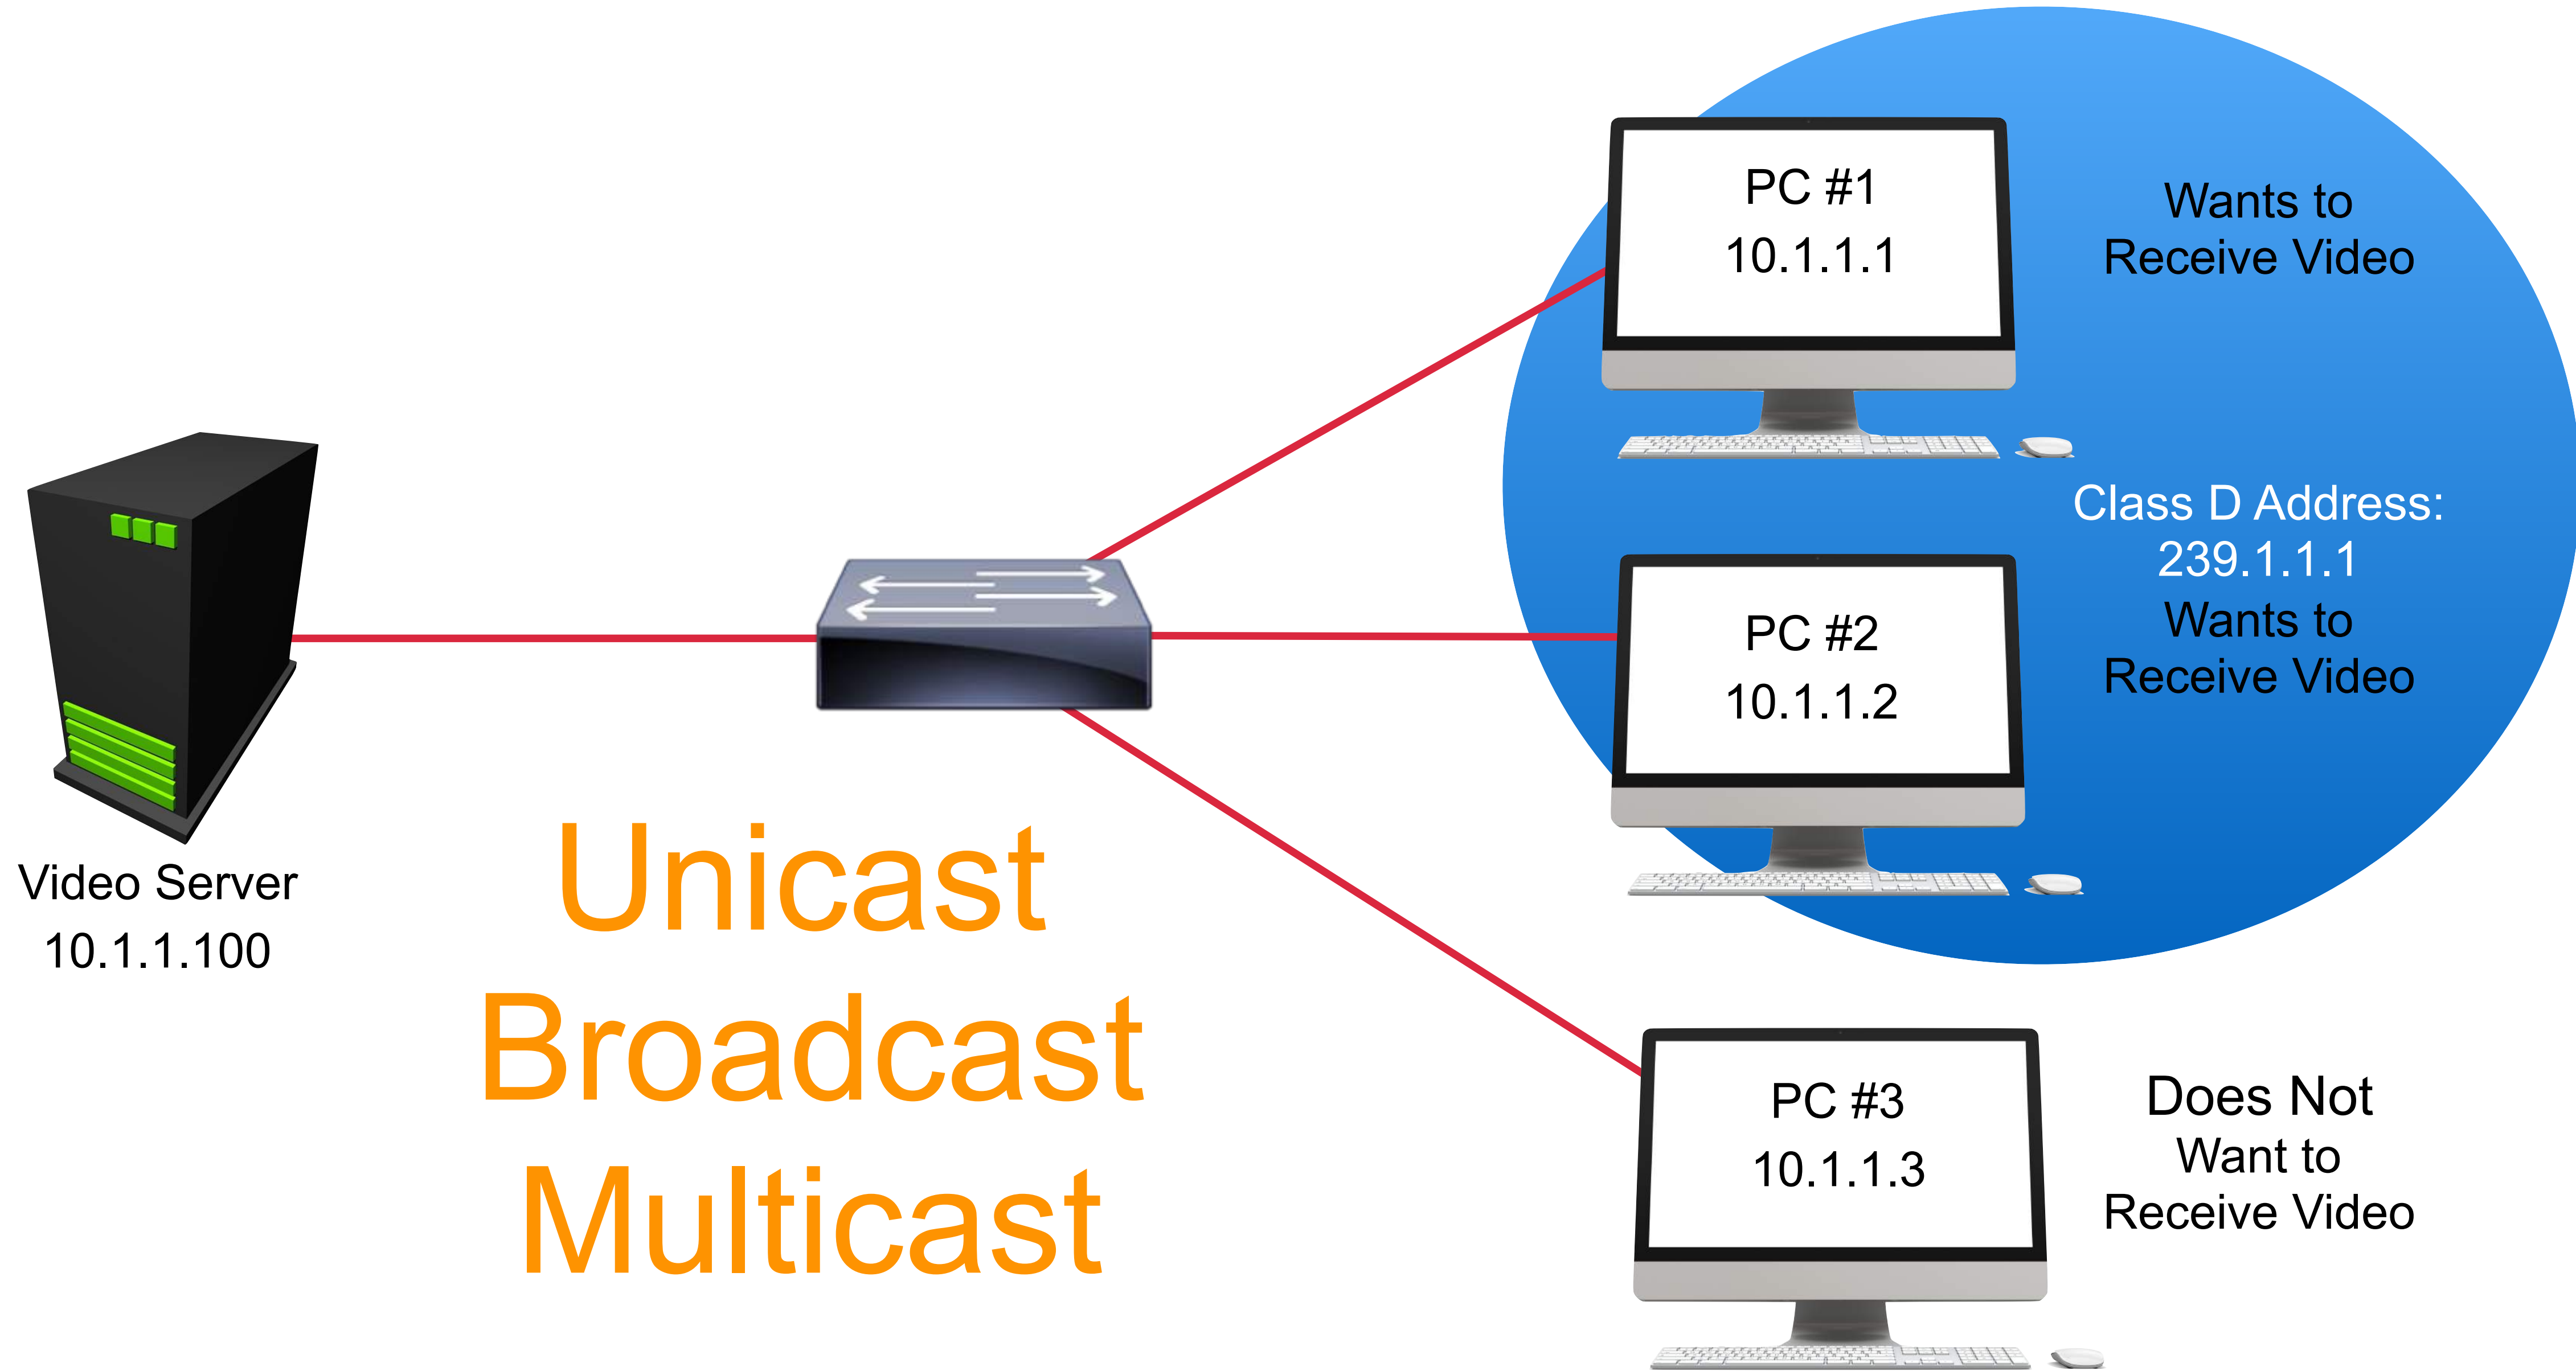 PC #1
10.1.1.1
Wants to
Receive Video
Class D Address:
239.1.1.1
PC #2
10.1.1.2
Wants to
Receive Video
Video Server
10.1.1.100
Unicast
Broadcast
Multicast
PC #3
10.1.1.3
Does Not
Want to
Receive Video